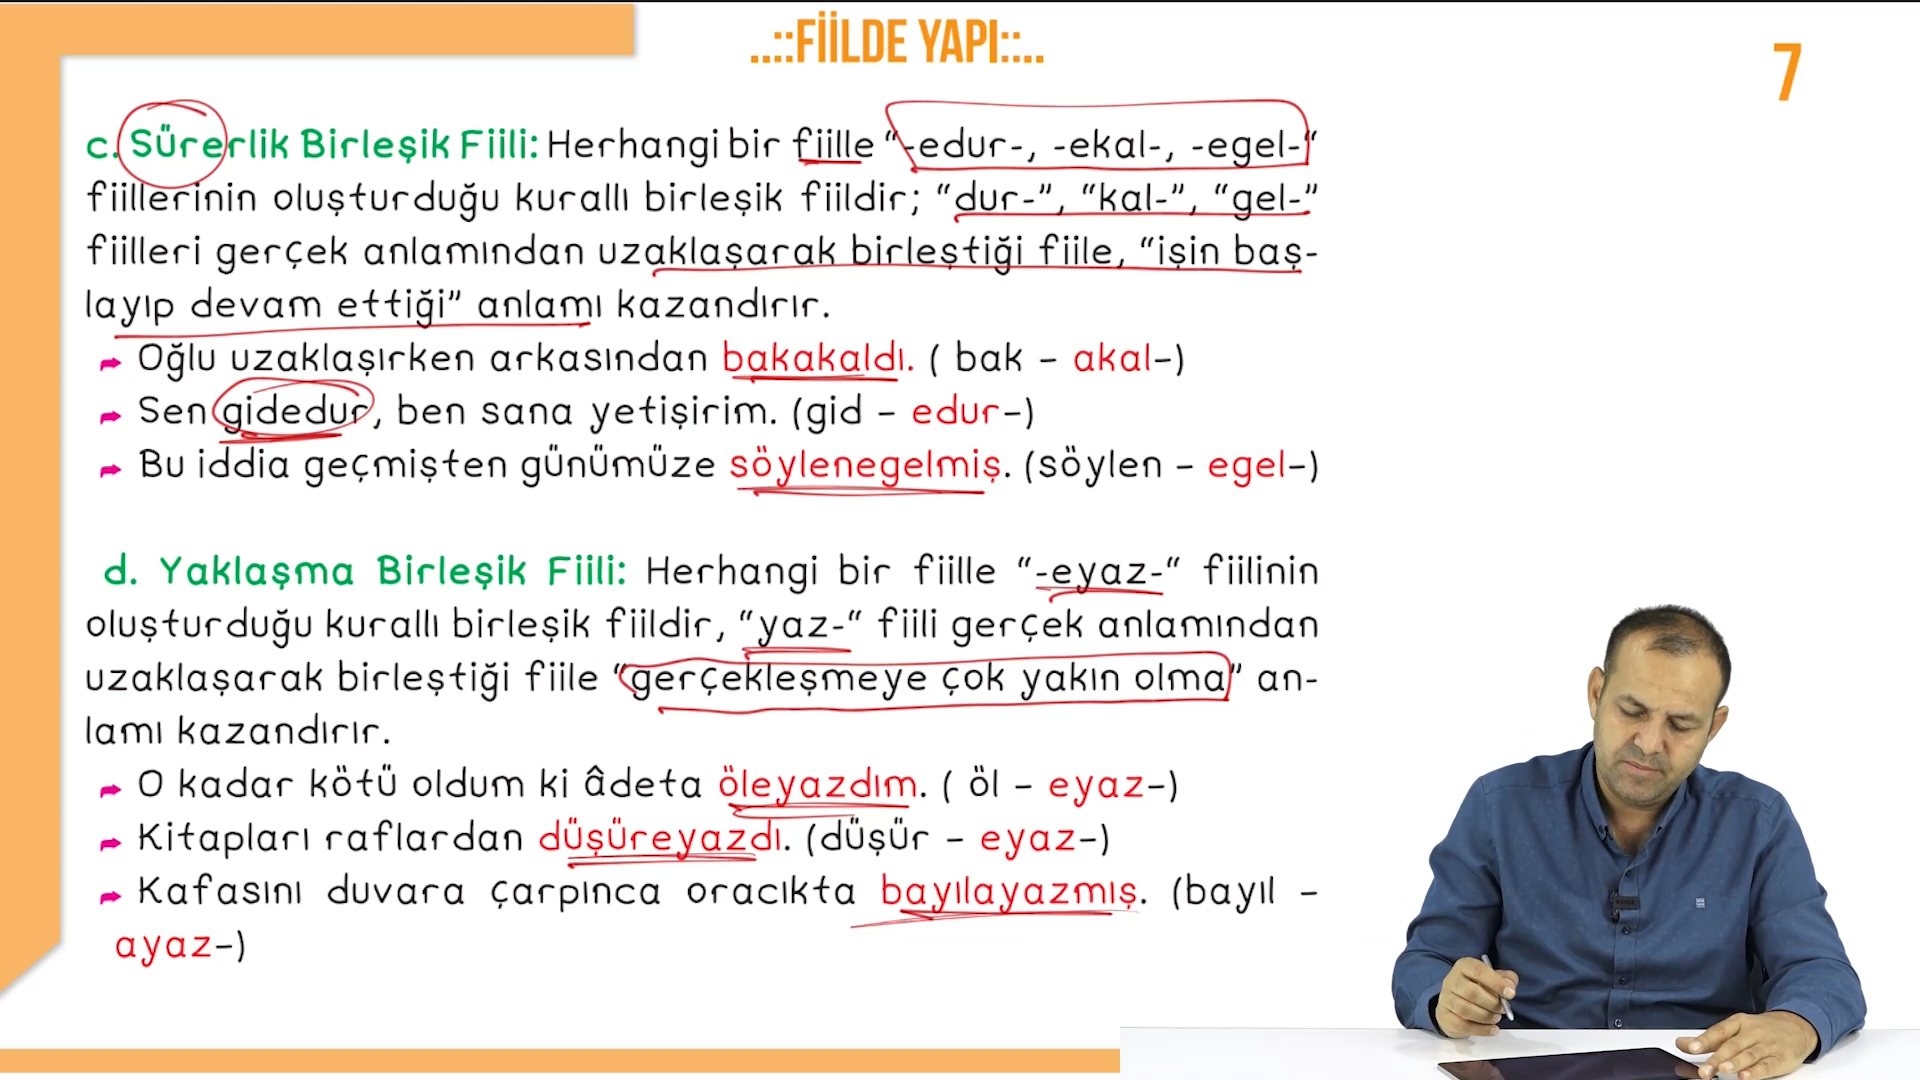 ..::FİİLDE YAPI::..
7
c. Sürerlik Birleşik Fiili: Herhangi bir fiille “-edur-, -ekal-, -egel-“
fiillerinin oluşturduğu kurallı birleşik fiildir; “dur-”, “kal-”, “gel-”
fiilleri gerçek anlamından uzaklaşarak birleştiği fiile, “işin baş-
layıp devam ettiği” anlamı kazandırır.
Oğlu uzaklaşırken arkasından bakakaldı. ( bak – akal–)
Sen gidedur, ben sana yetişirim. (gid – edur–)
Bu iddia geçmişten günümüze söylenegelmiş. (söylen – egel–)
d. Yaklaşma Birleşik Fiili: Herhangi bir fiille “-eyaz-“ fiilinin
oluşturduğu kurallı birleşik fiildir, “yaz-“ fiili gerçek anlamından
uzaklaşarak birleştiği fiile “gerçekleşmeye çok yakın olma” an-
lamı kazandırır.
O kadar kötü oldum ki âdeta öleyazdım. ( öl – eyaz–)
Kitapları raflardan düşüreyazdı. (düşür – eyaz–)
Kafasını duvara çarpınca oracıkta bayılayazmış. (bayıl –
ayaz–)